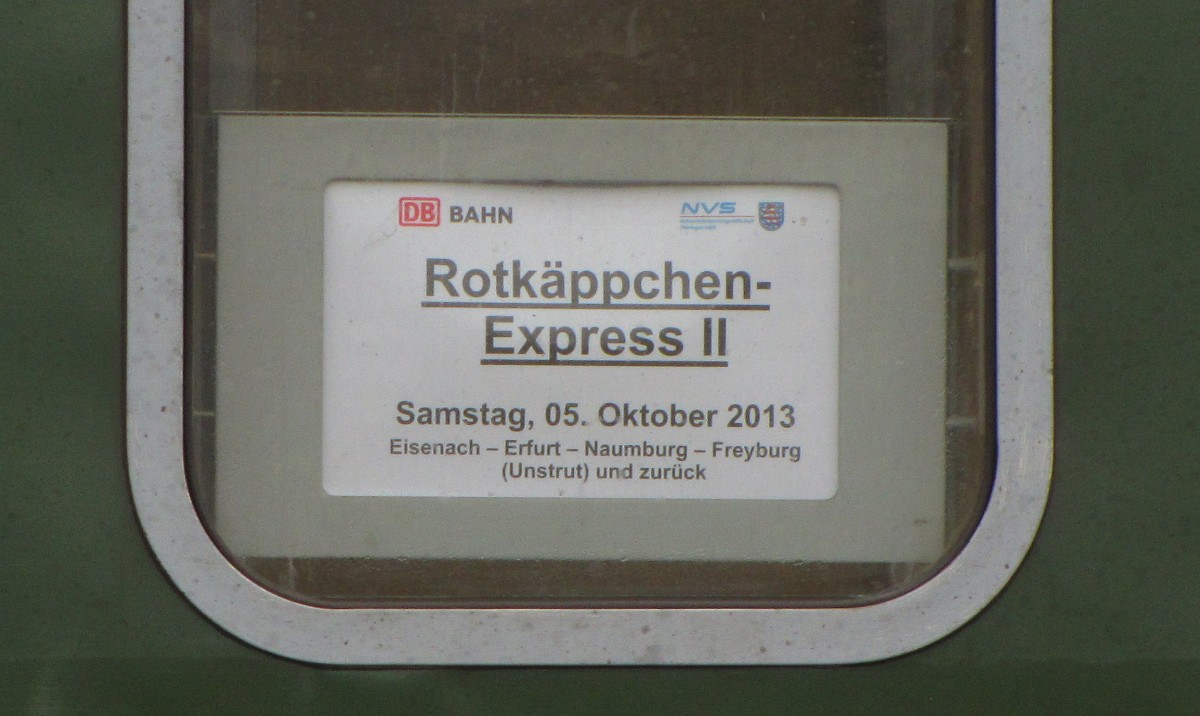 DB BAHN NVS
Rotkäppchen-
Express II
Samstag, 05. Oktober 2013
Eisenach – Erfurt – Naumburg – Freyburg
(Unstrut) und zurück